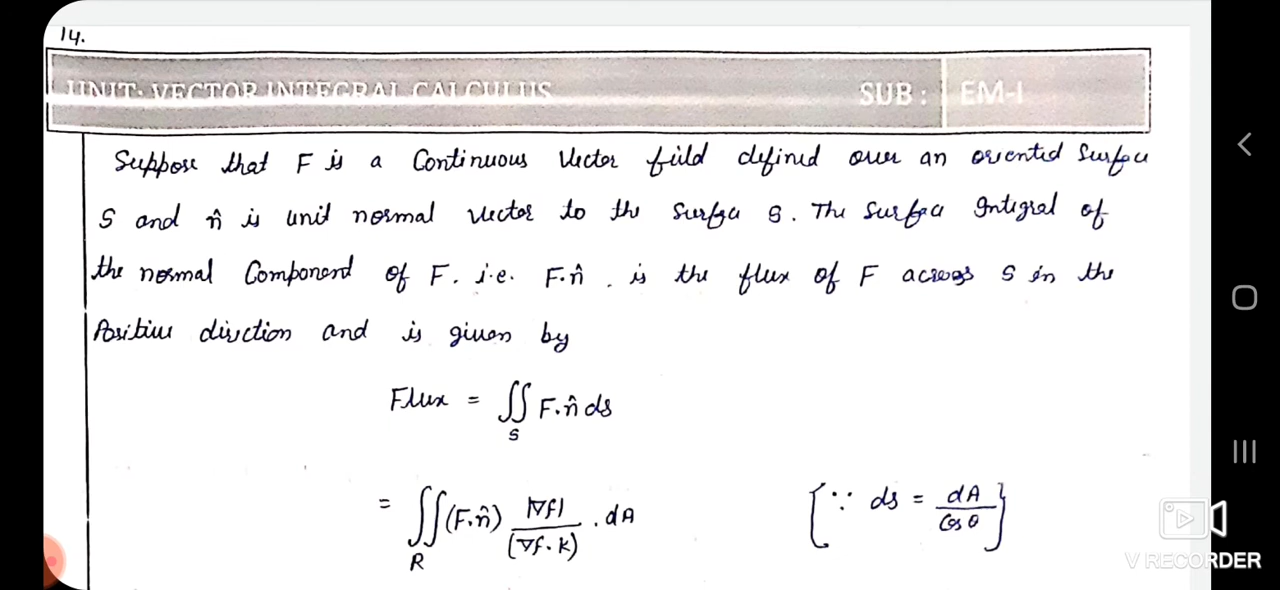 14.
UNIT: VECTOR INTEGRAL CALCULUS SUB : EM-I
Suppose that F is a Continuous Vector field defined over an oriented Surface
S and n̂ is unit normal vector to the Surface S. The Surface Integral of
the normal Component of F. i.e. F.n̂ . is the flux of F across S in the
Positive direction and is given by
Flux = ∬ F.n̂ ds
S
= ∬ (F.n̂) |∇f| / (∇f.k) . dA [∵ ds = dA / Cos θ]
R
V RECORDER